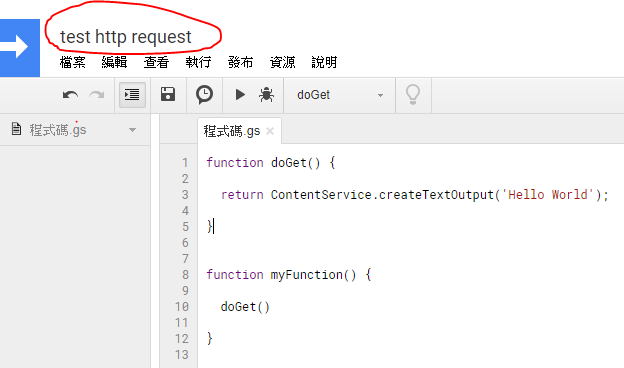 test http request
檔案 編輯 查看 執行 發布 資源 說明
doGet
程式碼.gs
程式碼.gs ×
1 function doGet() {
2
3 return ContentService.createTextOutput('Hello World');
4
5 }
6
7
8 function myFunction() {
9
10 doGet()
11
12 }
13